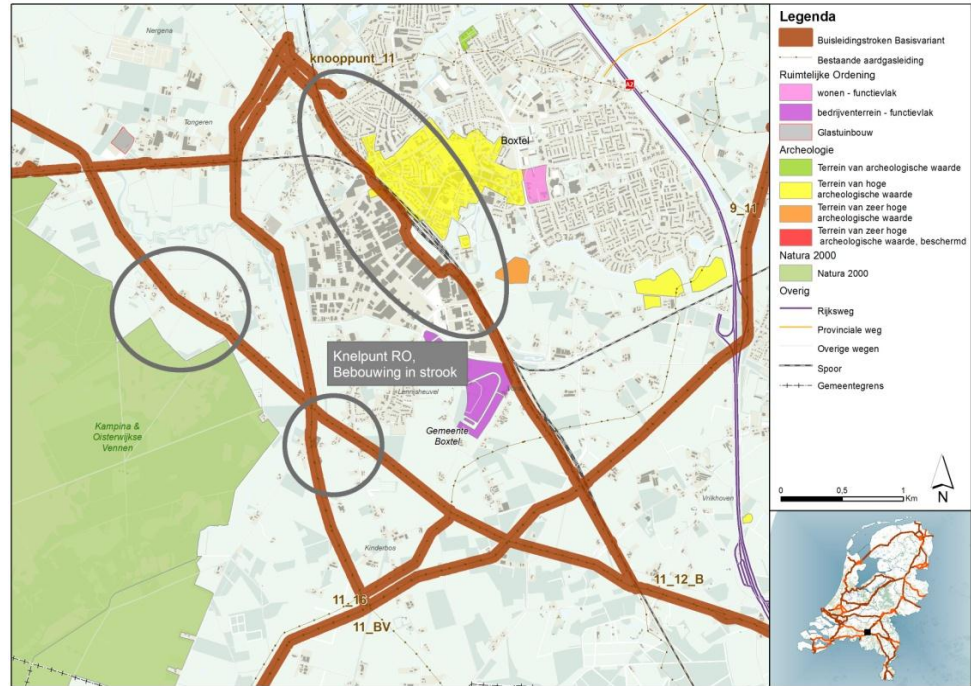 Nergena
knooppunt_11
A2
Tongeren
Boxtel
9_11
Knelpunt RO,
Bebouwing in strook
Lennisheuvel
Kampina &
Oisterwijkse
Vennen
Gemeente
Boxtel
Vrilkhoven
Kinderbos
11_16
11_BV
11_12_B
Legenda
Buisleidingstroken Basisvariant
Bestaande aardgasleiding
Ruimtelijke Ordening
wonen - functievlak
bedrijventerrein - functievlak
Glastuinbouw
Archeologie
Terrein van archeologische waarde
Terrein van hoge
archeologische waarde
Terrein van zeer hoge
archeologische waarde
Terrein van zeer hoge
archeologische waarde, beschermd
Natura 2000
Natura 2000
Overig
Rijksweg
Provinciale weg
Overige wegen
Spoor
Gemeentegrens
0 0,5 1
Km
N